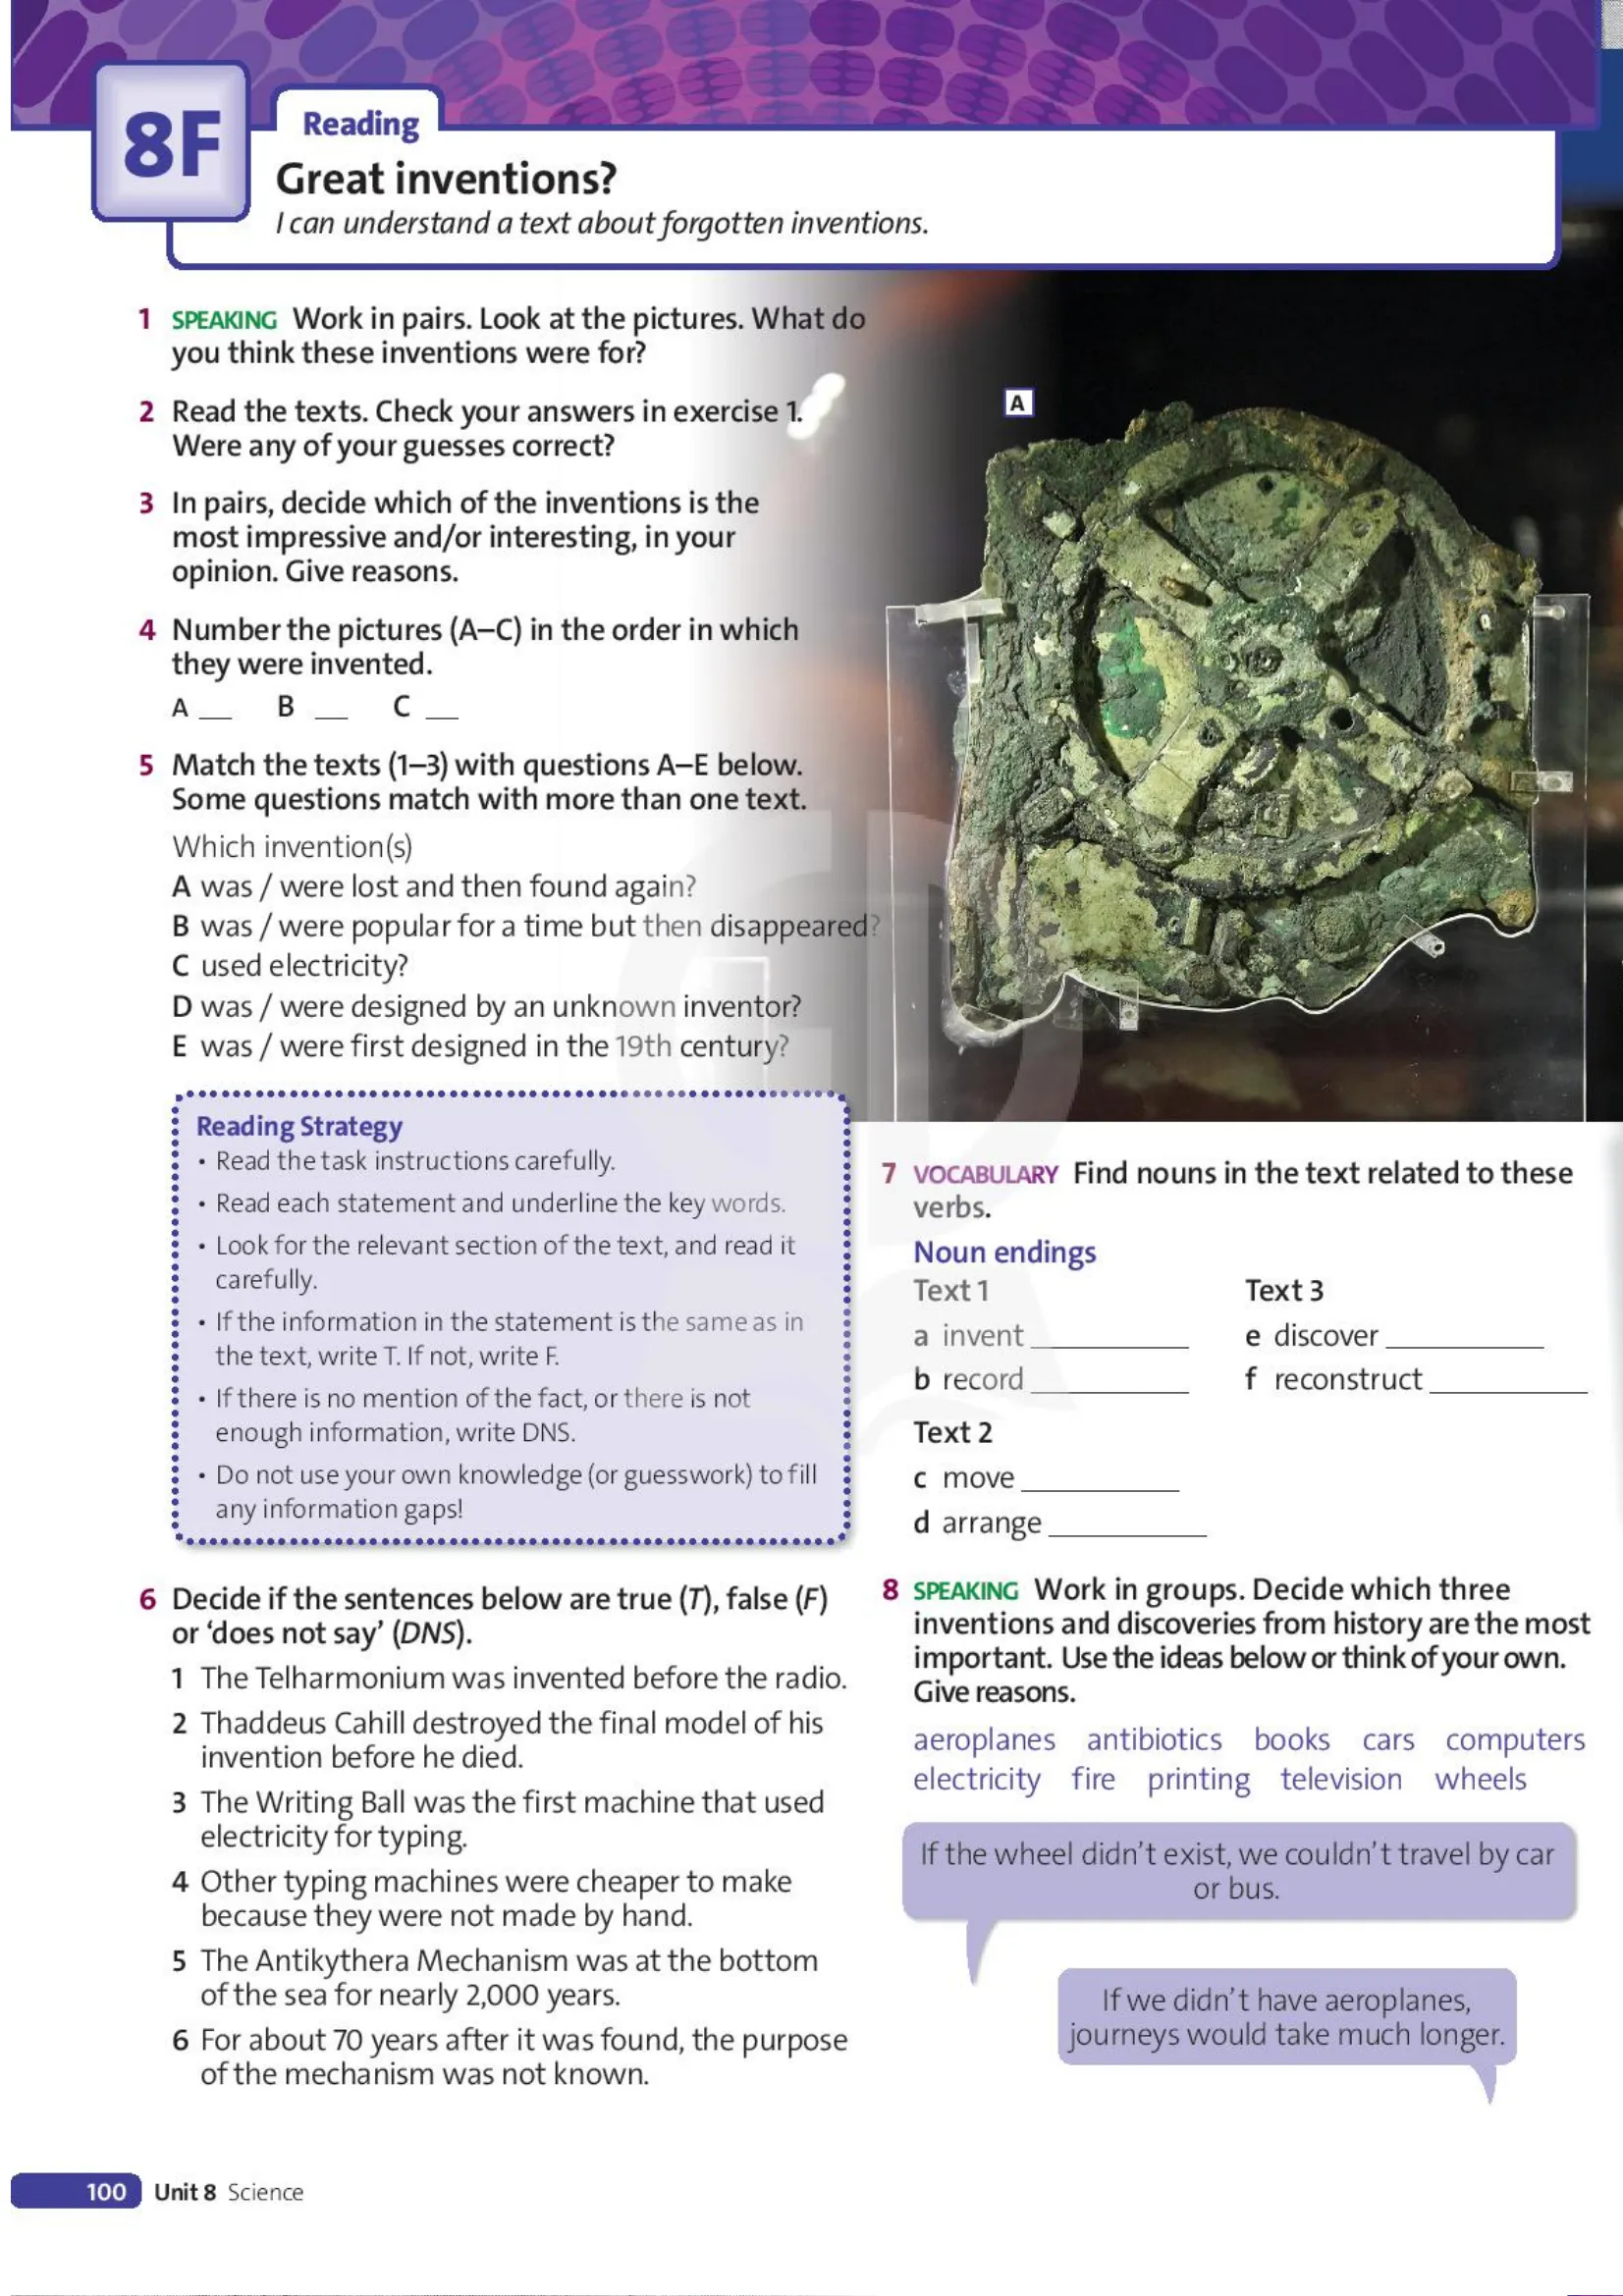 8F
Reading
Great inventions?
I can understand a text about forgotten inventions.
1 SPEAKING Work in pairs. Look at the pictures. What do
you think these inventions were for?
2 Read the texts. Check your answers in exercise 1.
Were any of your guesses correct?
3 In pairs, decide which of the inventions is the
most impressive and/or interesting, in your
opinion. Give reasons.
4 Number the pictures (A–C) in the order in which
they were invented.
A __ B __ C __
5 Match the texts (1–3) with questions A–E below.
Some questions match with more than one text.
Which invention(s)
A was / were lost and then found again?
B was / were popular for a time but then disappeared?
C used electricity?
D was / were designed by an unknown inventor?
E was / were first designed in the 19th century?
Reading Strategy
• Read the task instructions carefully.
• Read each statement and underline the key words.
• Look for the relevant section of the text, and read it
carefully.
• If the information in the statement is the same as in
the text, write T. If not, write F.
• If there is no mention of the fact, or there is not
enough information, write DNS.
• Do not use your own knowledge (or guesswork) to fill
any information gaps!
6 Decide if the sentences below are true (T), false (F)
or ‘does not say’ (DNS).
1 The Telharmonium was invented before the radio.
2 Thaddeus Cahill destroyed the final model of his
invention before he died.
3 The Writing Ball was the first machine that used
electricity for typing.
4 Other typing machines were cheaper to make
because they were not made by hand.
5 The Antikythera Mechanism was at the bottom
of the sea for nearly 2,000 years.
6 For about 70 years after it was found, the purpose
of the mechanism was not known.
A
7 VOCABULARY Find nouns in the text related to these
verbs.
Noun endings
Text 1
a invent ____________
b record ____________
Text 2
c move ____________
d arrange ____________
Text 3
e discover ____________
f reconstruct ____________
8 SPEAKING Work in groups. Decide which three
inventions and discoveries from history are the most
important. Use the ideas below or think of your own.
Give reasons.
aeroplanes antibiotics books cars computers
electricity fire printing television wheels
If the wheel didn’t exist, we couldn’t travel by car
or bus.
If we didn’t have aeroplanes,
journeys would take much longer.
100 Unit 8 Science